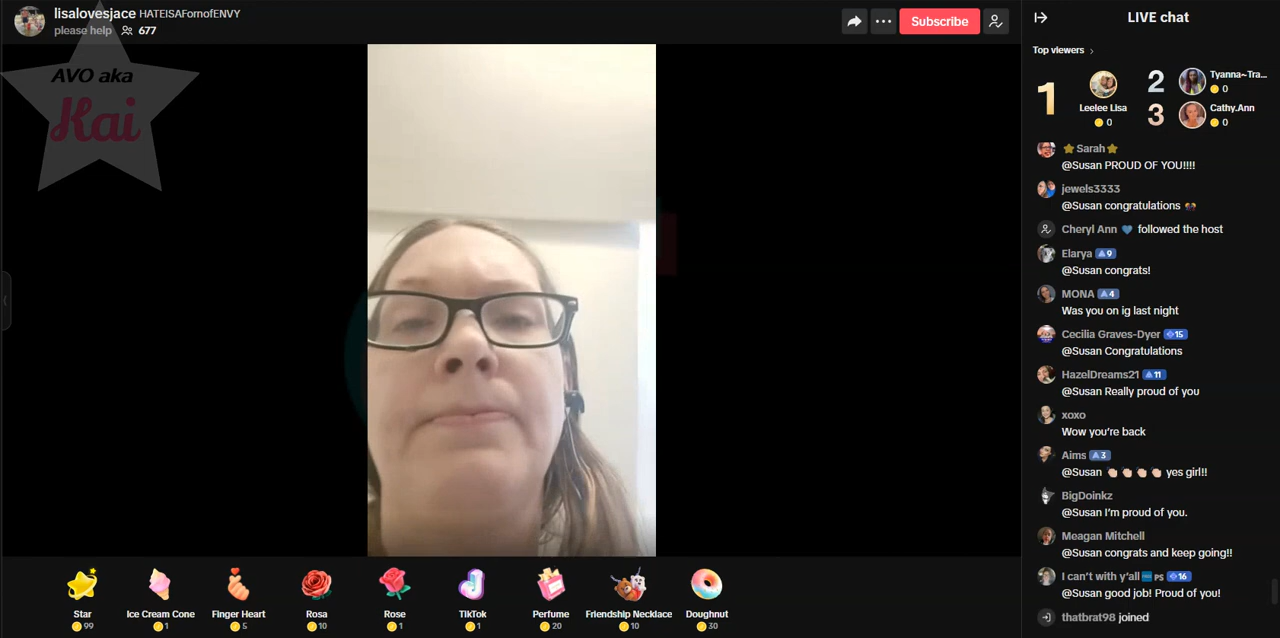 lisalovesjace HATEISAFornofENVY
please help 677
Subscribe
AVO aka
Kai
LIVE chat
Top viewers
1
Leelee Lisa
0
2
Tyanna~Tra...
0
3
Cathy.Ann
0
Sarah
@Susan PROUD OF YOU!!!!
jewels3333
@Susan congratulations
Cheryl Ann followed the host
Elarya 9
@Susan congrats!
MONA 4
Was you on ig last night
Cecilia Graves-Dyer 15
@Susan Congratulations
HazelDreams21 11
@Susan Really proud of you
xoxo
Wow you're back
Aims 3
@Susan 👏🏻 👏🏻 👏🏻 👏🏻 yes girl!!
BigDoinkz
@Susan I'm proud of you.
Meagan Mitchell
@Susan congrats and keep going!!
I can't with y'all PS 16
@Susan good job! Proud of you!
thatbrat98 joined
Star
99
Ice Cream Cone
1
Finger Heart
5
Rosa
10
Rose
1
TikTok
1
Perfume
20
Friendship Necklace
10
Doughnut
30